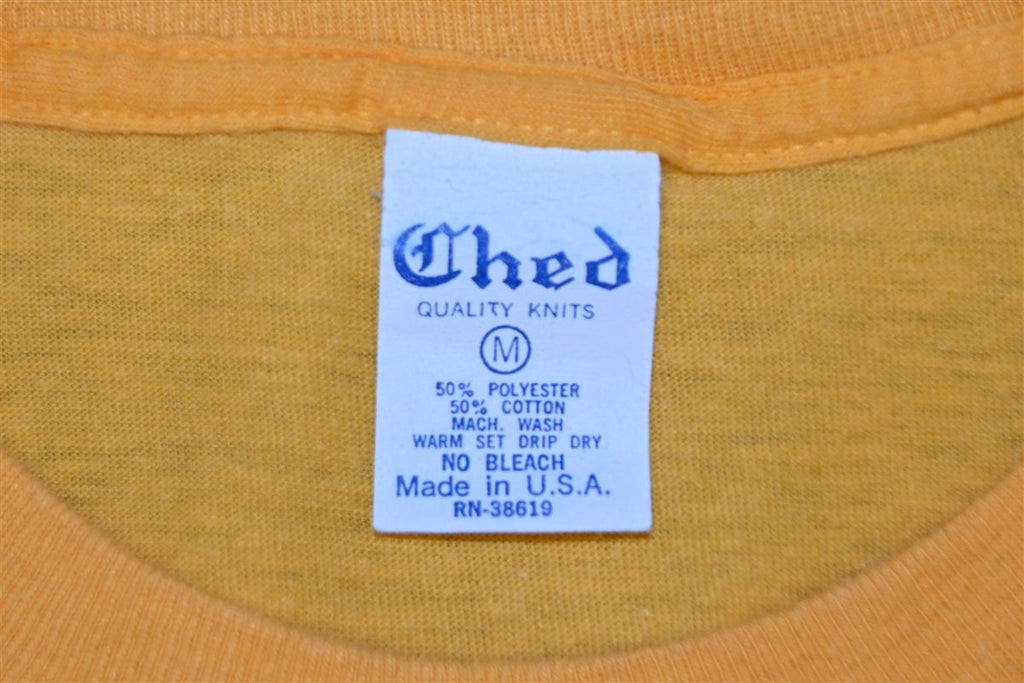 Ched
QUALITY KNITS
M
50% POLYESTER
50% COTTON
MACH. WASH
WARM SET DRIP DRY
NO BLEACH
Made in U.S.A.
RN-38619